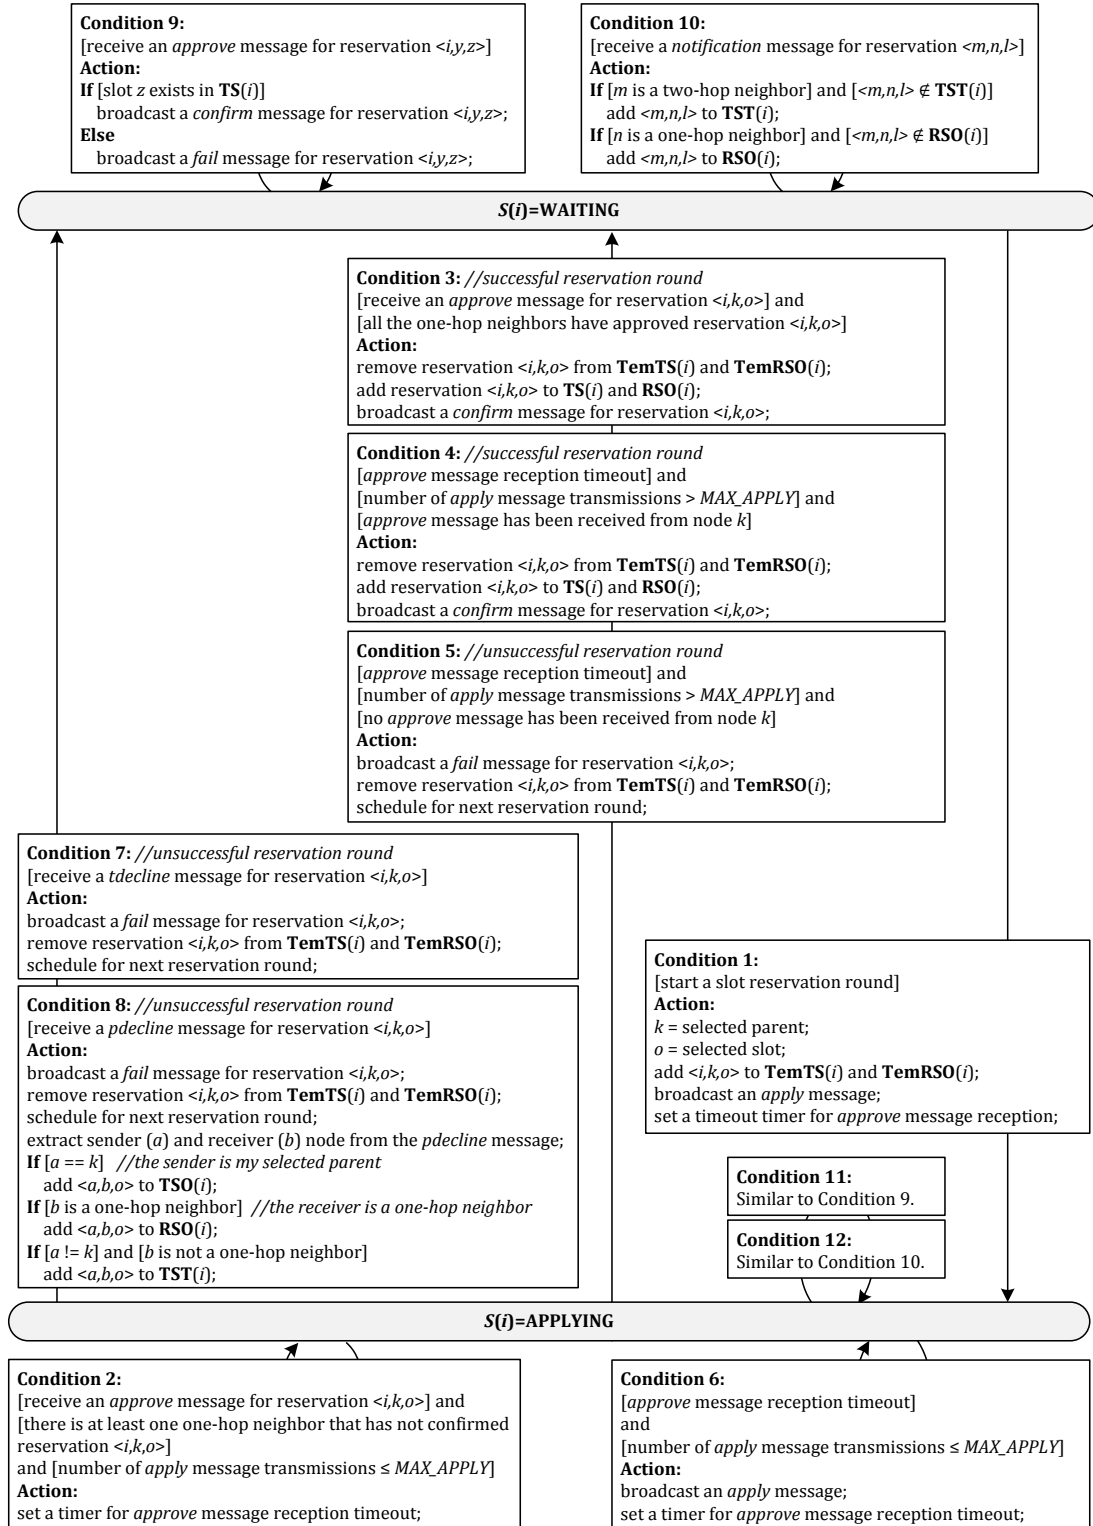 Condition 9:
[receive an approve message for reservation <i,y,z>]
Action:
If [slot z exists in TS(i)]
broadcast a confirm message for reservation <i,y,z>;
Else
broadcast a fail message for reservation <i,y,z>;
Condition 10:
[receive a notification message for reservation <m,n,l>]
Action:
If [m is a two-hop neighbor] and [<m,n,l> ∉ TST(i)]
add <m,n,l> to TST(i);
If [n is a one-hop neighbor] and [<m,n,l> ∉ RSO(i)]
add <m,n,l> to RSO(i);
S(i)=WAITING
Condition 3: //successful reservation round
[receive an approve message for reservation <i,k,o>] and
[all the one-hop neighbors have approved reservation <i,k,o>]
Action:
remove reservation <i,k,o> from TemTS(i) and TemRSO(i);
add reservation <i,k,o> to TS(i) and RSO(i);
broadcast a confirm message for reservation <i,k,o>;
Condition 4: //successful reservation round
[approve message reception timeout] and
[number of apply message transmissions > MAX_APPLY] and
[approve message has been received from node k]
Action:
remove reservation <i,k,o> from TemTS(i) and TemRSO(i);
add reservation <i,k,o> to TS(i) and RSO(i);
broadcast a confirm message for reservation <i,k,o>;
Condition 5: //unsuccessful reservation round
[approve message reception timeout] and
[number of apply message transmissions > MAX_APPLY] and
[no approve message has been received from node k]
Action:
broadcast a fail message for reservation <i,k,o>;
remove reservation <i,k,o> from TemTS(i) and TemRSO(i);
schedule for next reservation round;
Condition 7: //unsuccessful reservation round
[receive a tdecline message for reservation <i,k,o>]
Action:
broadcast a fail message for reservation <i,k,o>;
remove reservation <i,k,o> from TemTS(i) and TemRSO(i);
schedule for next reservation round;
Condition 8: //unsuccessful reservation round
[receive a pdecline message for reservation <i,k,o>]
Action:
broadcast a fail message for reservation <i,k,o>;
remove reservation <i,k,o> from TemTS(i) and TemRSO(i);
schedule for next reservation round;
extract sender (a) and receiver (b) node from the pdecline message;
If [a == k] //the sender is my selected parent
add <a,b,o> to TSO(i);
If [b is a one-hop neighbor] //the receiver is a one-hop neighbor
add <a,b,o> to RSO(i);
If [a != k] and [b is not a one-hop neighbor]
add <a,b,o> to TST(i);
Condition 1:
[start a slot reservation round]
Action:
k = selected parent;
o = selected slot;
add <i,k,o> to TemTS(i) and TemRSO(i);
broadcast an apply message;
set a timeout timer for approve message reception;
Condition 11:
Similar to Condition 9.
Condition 12:
Similar to Condition 10.
S(i)=APPLYING
Condition 2:
[receive an approve message for reservation <i,k,o>] and
[there is at least one one-hop neighbor that has not confirmed
reservation <i,k,o>]
and [number of apply message transmissions ≤ MAX_APPLY]
Action:
set a timer for approve message reception timeout;
Condition 6:
[approve message reception timeout]
and
[number of apply message transmissions ≤ MAX_APPLY]
Action:
broadcast an apply message;
set a timer for approve message reception timeout;